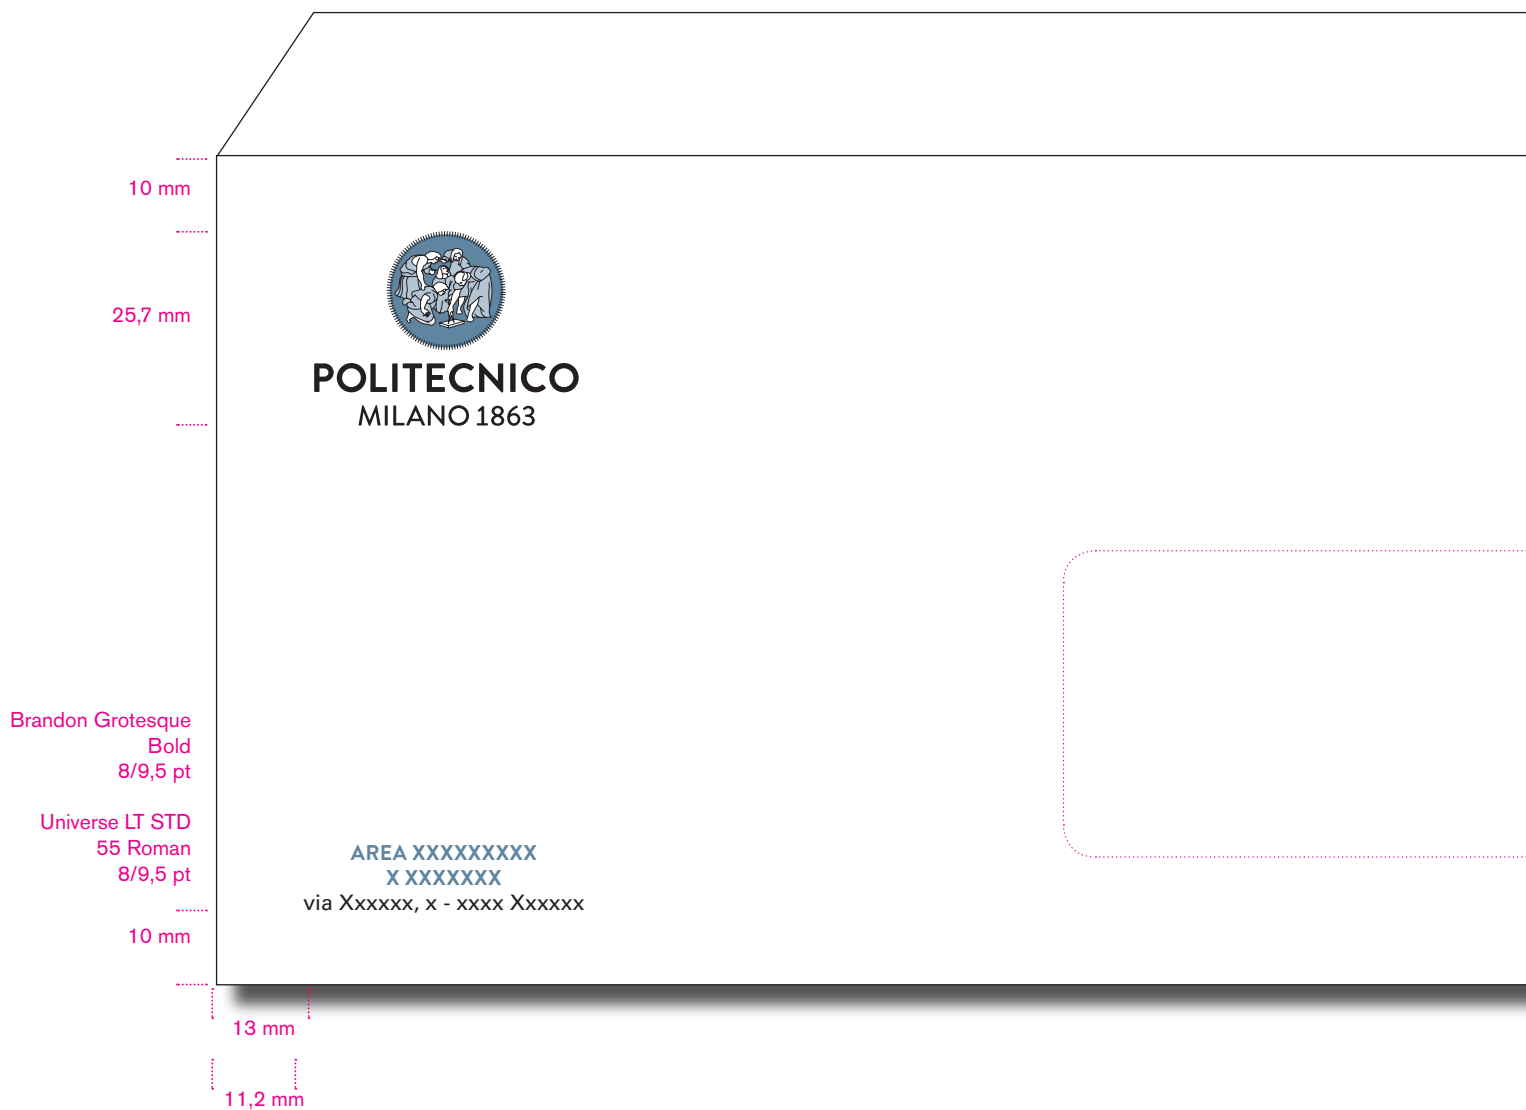 10 mm
25,7 mm
POLITECNICO
MILANO 1863
Brandon Grotesque
Bold
8/9,5 pt
Universe LT STD
55 Roman
8/9,5 pt
AREA XXXXXXXXX
X XXXXXXX
via Xxxxxx, x - xxxx Xxxxxx
10 mm
13 mm
11,2 mm